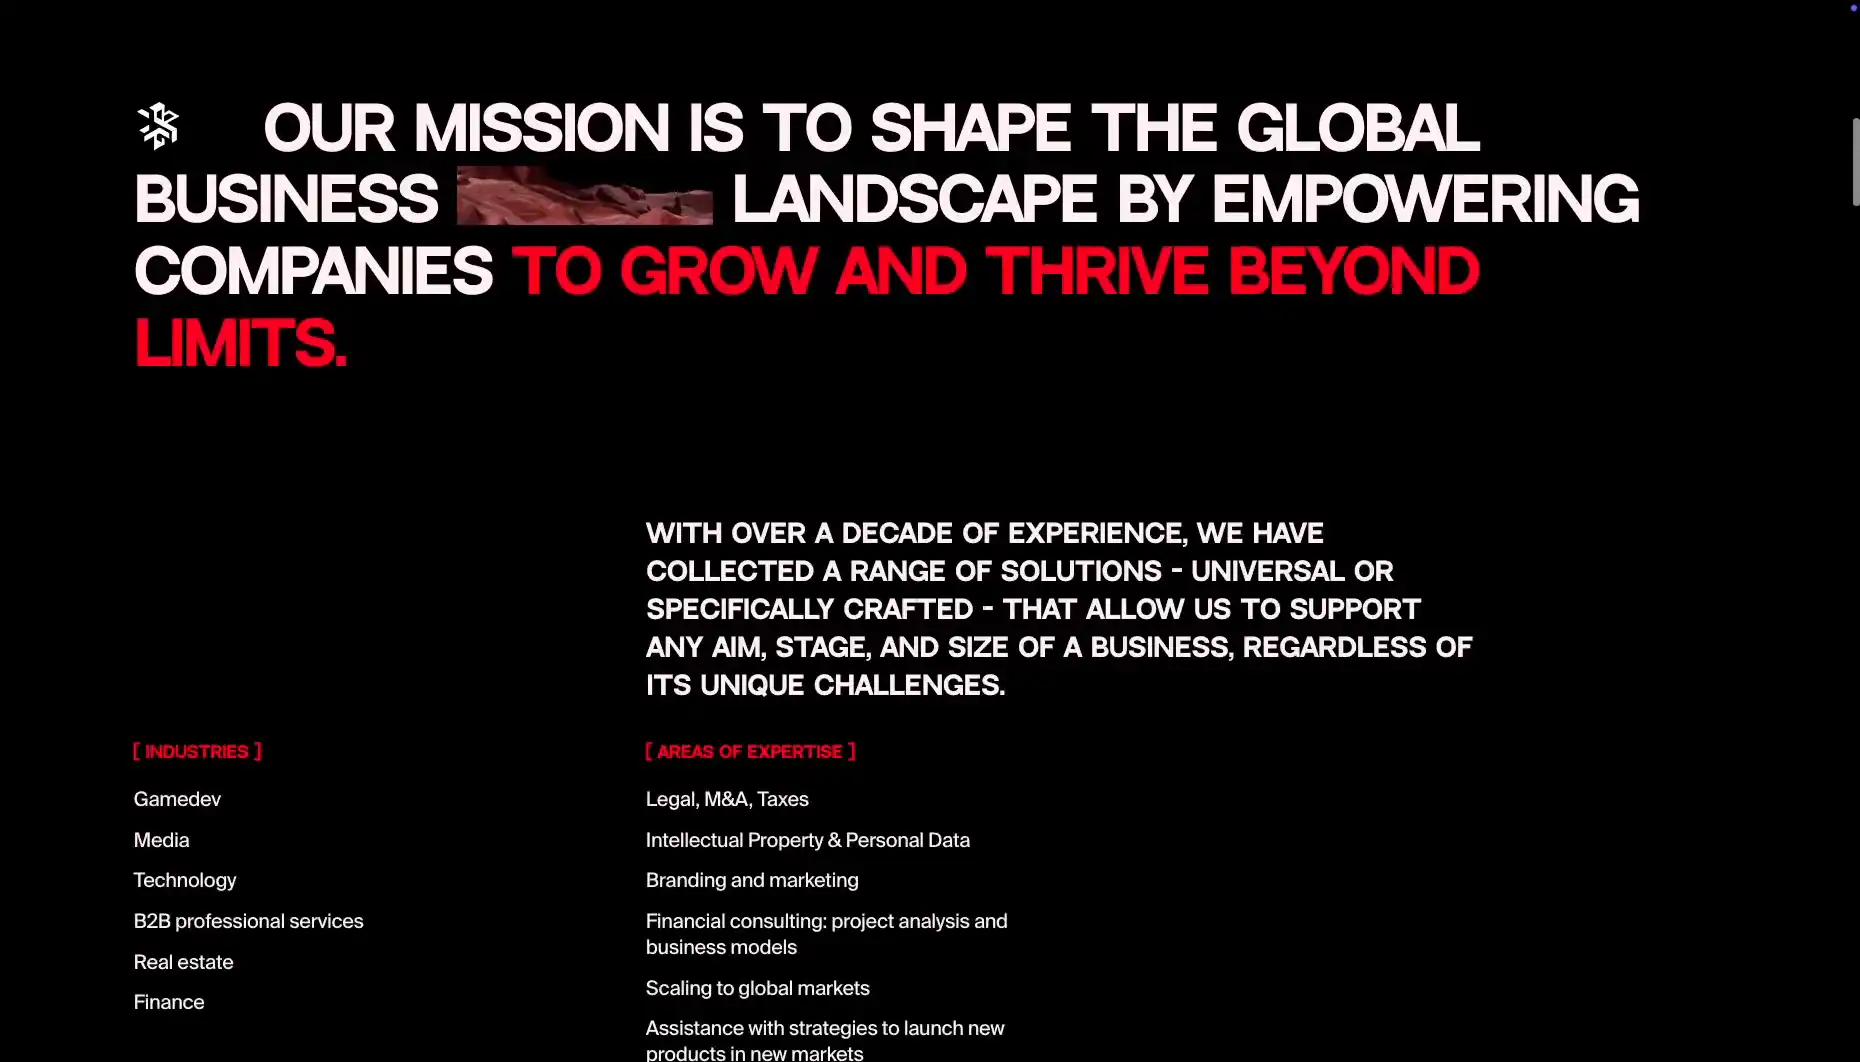 OUR MISSION IS TO SHAPE THE GLOBAL
BUSINESS LANDSCAPE BY EMPOWERING
COMPANIES TO GROW AND THRIVE BEYOND
LIMITS.
WITH OVER A DECADE OF EXPERIENCE, WE HAVE
COLLECTED A RANGE OF SOLUTIONS - UNIVERSAL OR
SPECIFICALLY CRAFTED - THAT ALLOW US TO SUPPORT
ANY AIM, STAGE, AND SIZE OF A BUSINESS, REGARDLESS OF
ITS UNIQUE CHALLENGES.
[ INDUSTRIES ]
Gamedev
Media
Technology
B2B professional services
Real estate
Finance
[ AREAS OF EXPERTISE ]
Legal, M&A, Taxes
Intellectual Property & Personal Data
Branding and marketing
Financial consulting: project analysis and
business models
Scaling to global markets
Assistance with strategies to launch new
products in new markets